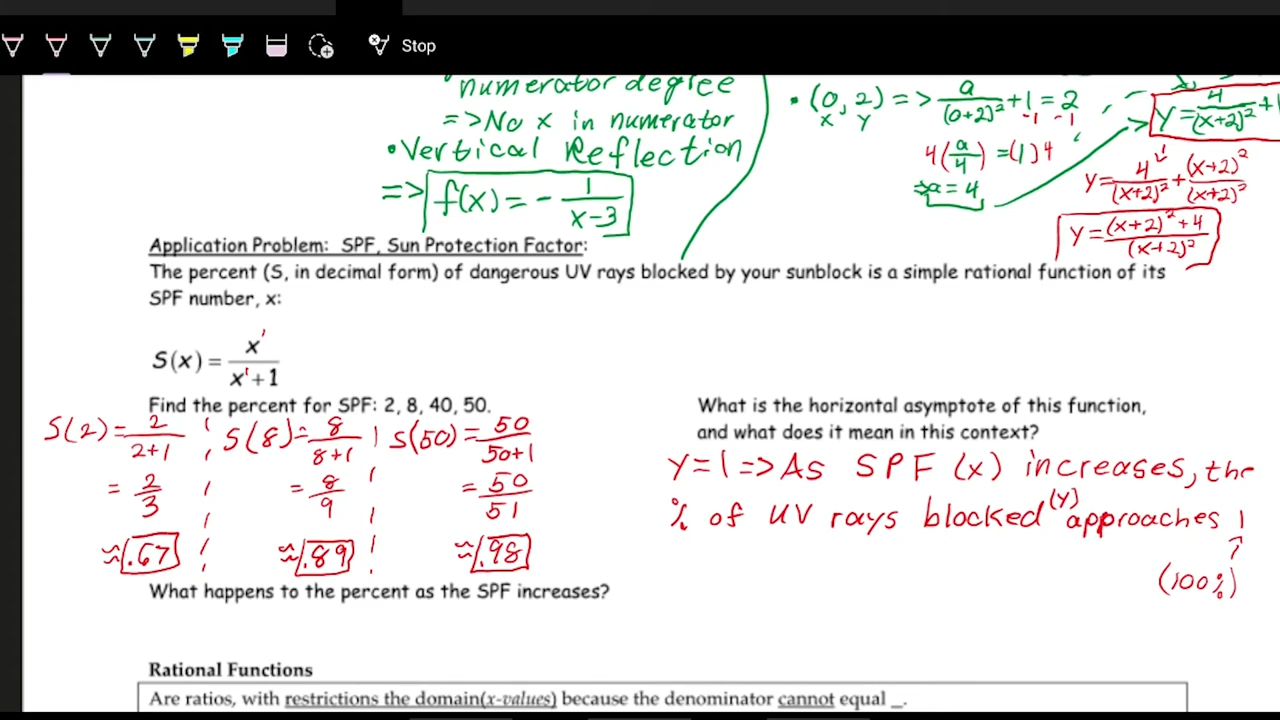 Stop
numerator degree
=> No x in numerator
• Vertical Reflection
=> f(x) = - 1/(x-3)
• (0, 2) => a/(0+2)² + 1 = 2
x y -1 -1
4(a/4) = (1)4
=> a = 4
y = 4/(x+2)² + 1
y = 4/(x+2)² + (x+2)²/(x+2)²
y = ((x+2)² + 4)/(x+2)²
Application Problem: SPF, Sun Protection Factor:
The percent (S, in decimal form) of dangerous UV rays blocked by your sunblock is a simple rational function of its
SPF number, x:
S(x) = x¹/(x¹+1)
Find the percent for SPF: 2, 8, 40, 50.
S(2) = 2/(2+1) S(8) = 8/(8+1) S(50) = 50/(50+1)
= 2/3 = 8/9 = 50/51
≈ .67 ≈ .89 ≈ .98
What happens to the percent as the SPF increases?
What is the horizontal asymptote of this function,
and what does it mean in this context?
y = 1 => As SPF (x) increases, the
% of UV rays blocked (y) approaches 1
(100%)
Rational Functions
Are ratios, with restrictions the domain(x-values) because the denominator cannot equal _.